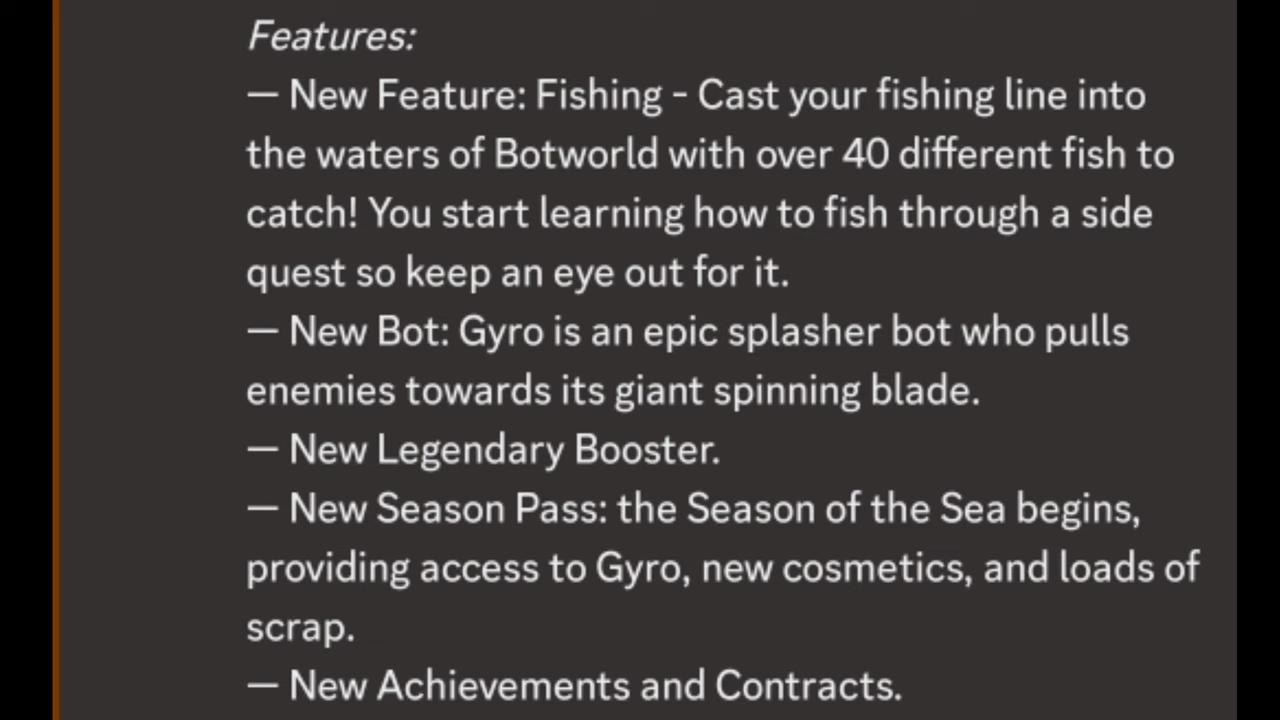 Features:
— New Feature: Fishing - Cast your fishing line into
the waters of Botworld with over 40 different fish to
catch! You start learning how to fish through a side
quest so keep an eye out for it.
— New Bot: Gyro is an epic splasher bot who pulls
enemies towards its giant spinning blade.
— New Legendary Booster.
— New Season Pass: the Season of the Sea begins,
providing access to Gyro, new cosmetics, and loads of
scrap.
— New Achievements and Contracts.